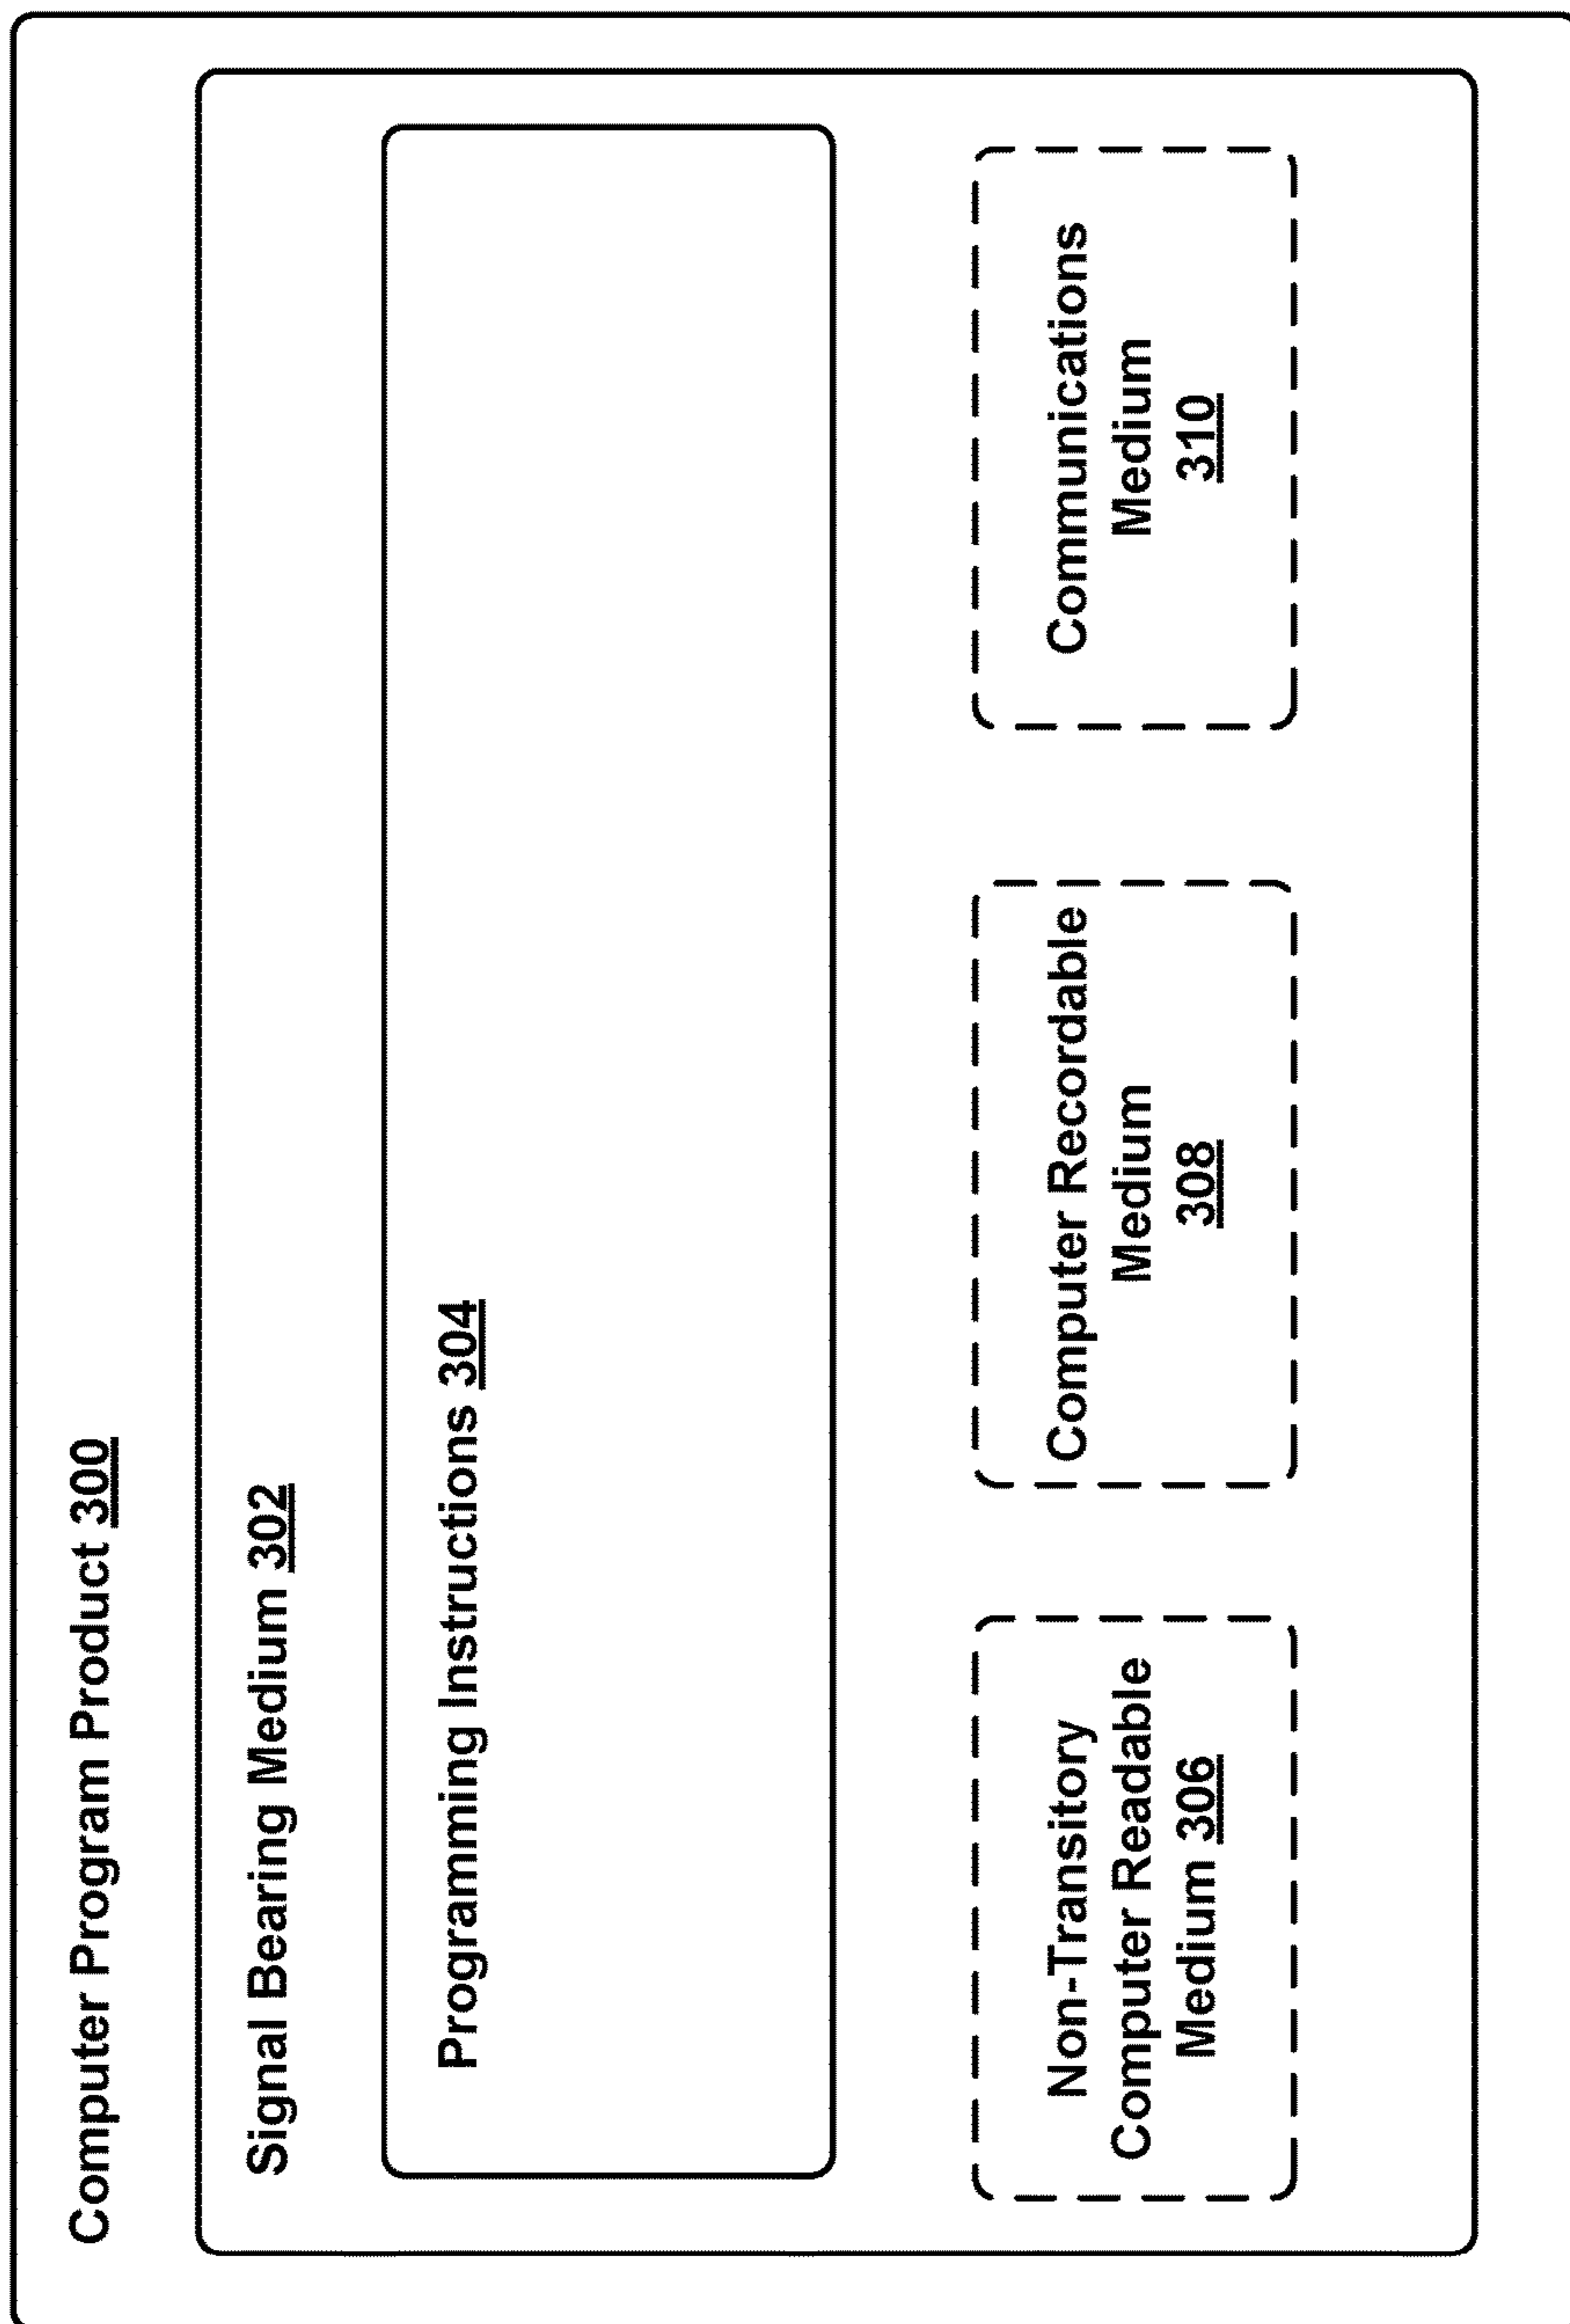 Computer Program Product 300
Signal Bearing Medium 302
Programming Instructions 304
Non-Transitory
Computer Readable
Medium 306
Computer Recordable
Medium
308
Communications
Medium
310